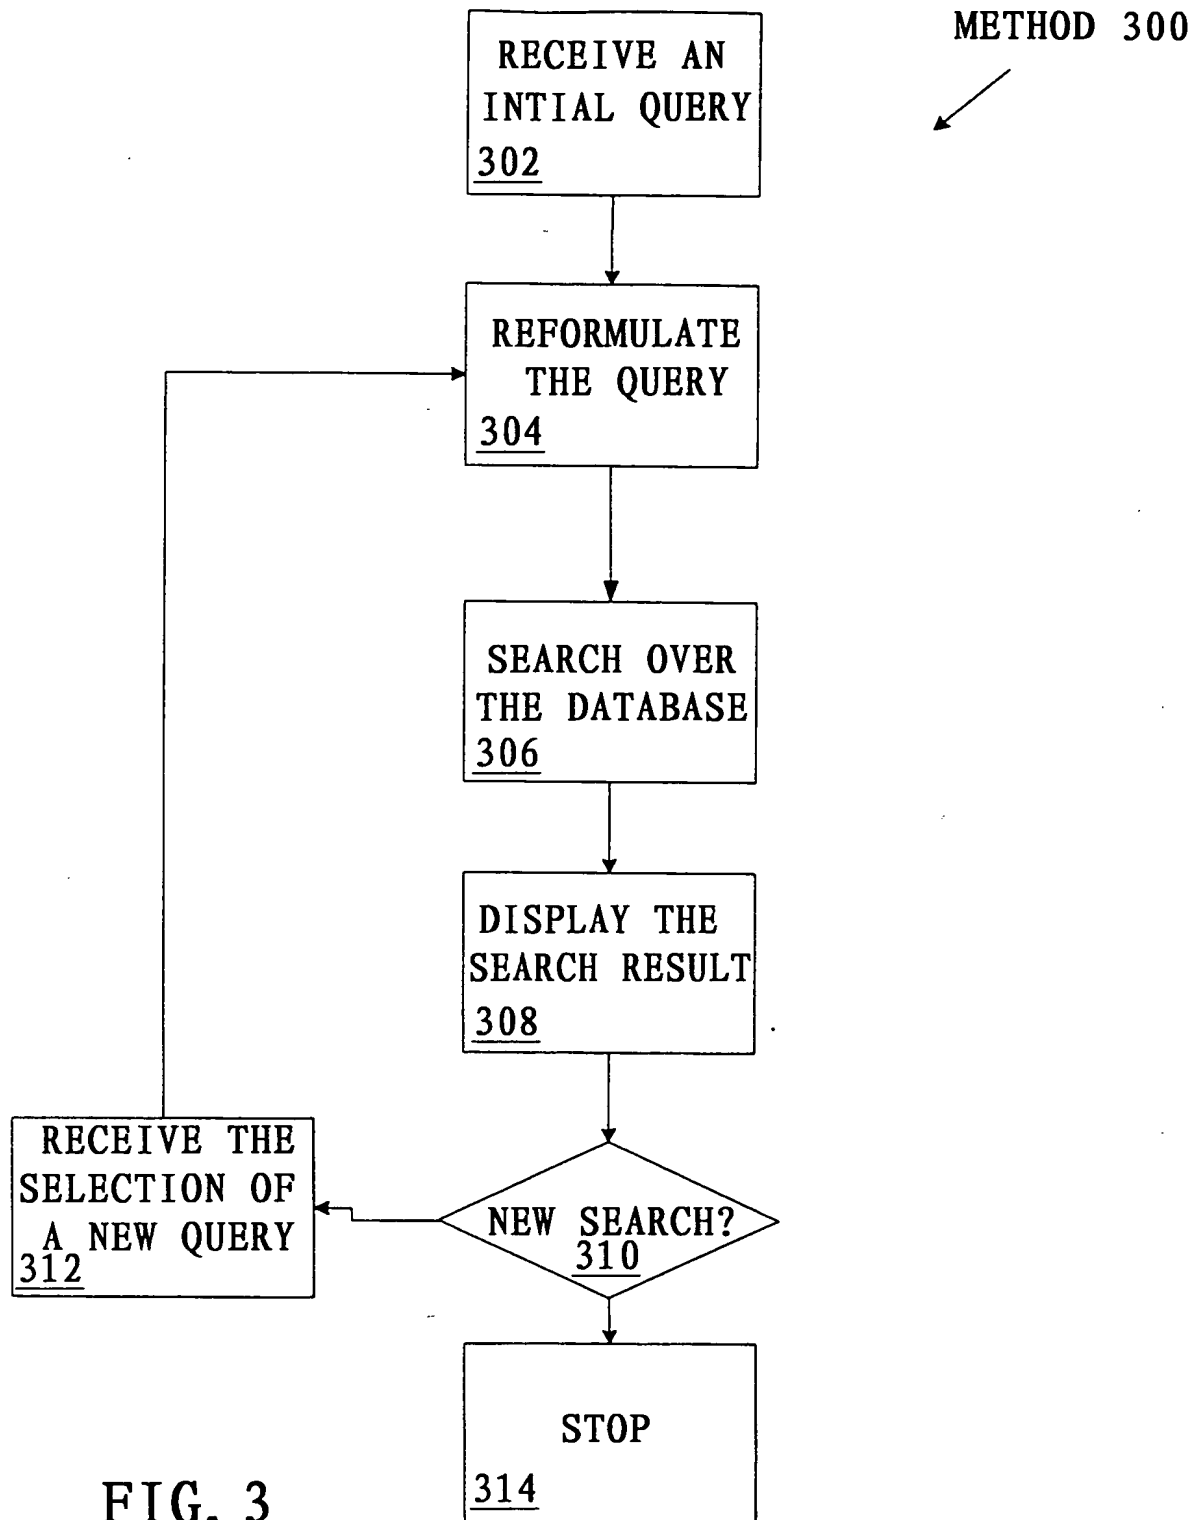 METHOD 300
RECEIVE AN
INTIAL QUERY
302
REFORMULATE
THE QUERY
304
SEARCH OVER
THE DATABASE
306
DISPLAY THE
SEARCH RESULT
308
NEW SEARCH?
310
RECEIVE THE
SELECTION OF
A NEW QUERY
312
STOP
314
FIG. 3